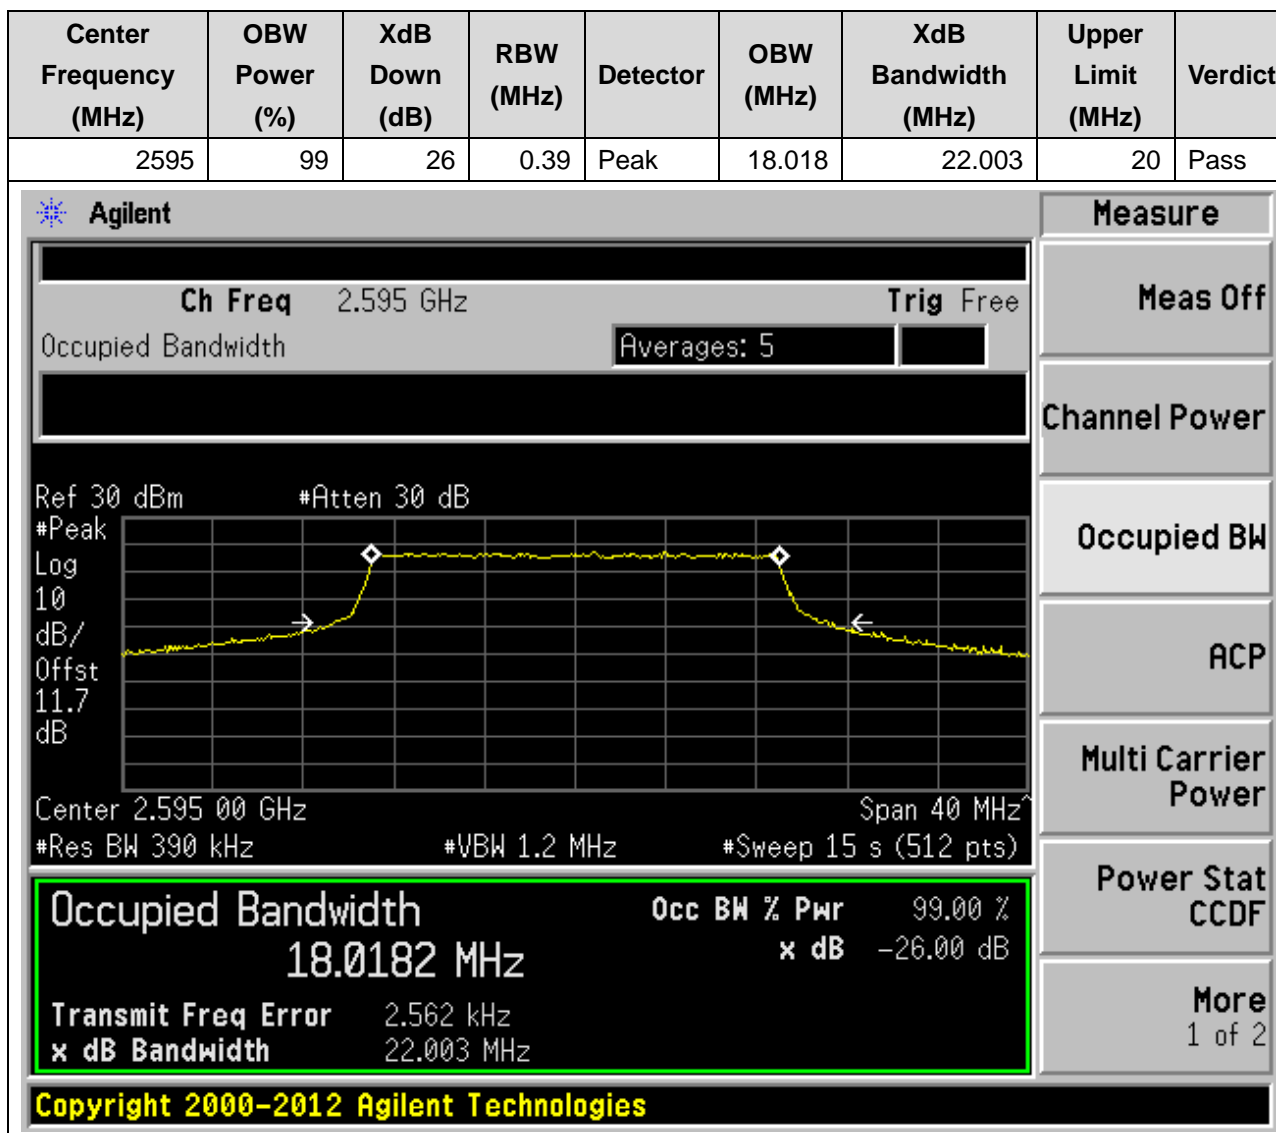 Center Frequency (MHz) OBW Power (%) XdB Down (dB) RBW (MHz) Detector OBW (MHz) XdB Bandwidth (MHz) Upper Limit (MHz) Verdict
2595 99 26 0.39 Peak 18.018 22.003 20 Pass
Agilent
Measure
Ch Freq 2.595 GHz Trig Free
Meas Off
Occupied Bandwidth Averages: 5
Channel Power
Ref 30 dBm #Atten 30 dB
#Peak
Log
10
dB/
Offst
11.7
dB
Occupied BW
ACP
Multi Carrier
Power
Center 2.595 00 GHz Span 40 MHz^
#Res BW 390 kHz #VBW 1.2 MHz #Sweep 15 s (512 pts)
Power Stat
CCDF
Occupied Bandwidth Occ BW % Pwr 99.00 %
18.0182 MHz x dB -26.00 dB
Transmit Freq Error 2.562 kHz
x dB Bandwidth 22.003 MHz
More
1 of 2
Copyright 2000-2012 Agilent Technologies